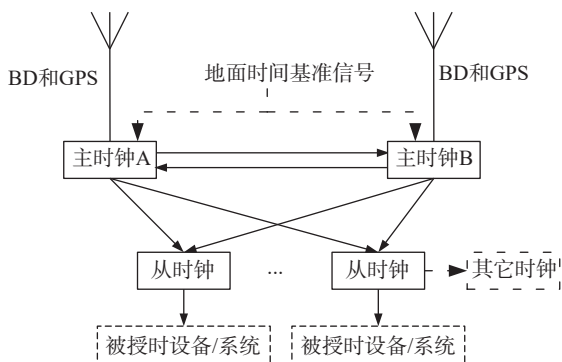 BD和GPS
地面时间基准信号
BD和GPS
主时钟A
主时钟B
从时钟
...
从时钟
其它时钟
被授时设备/系统
被授时设备/系统